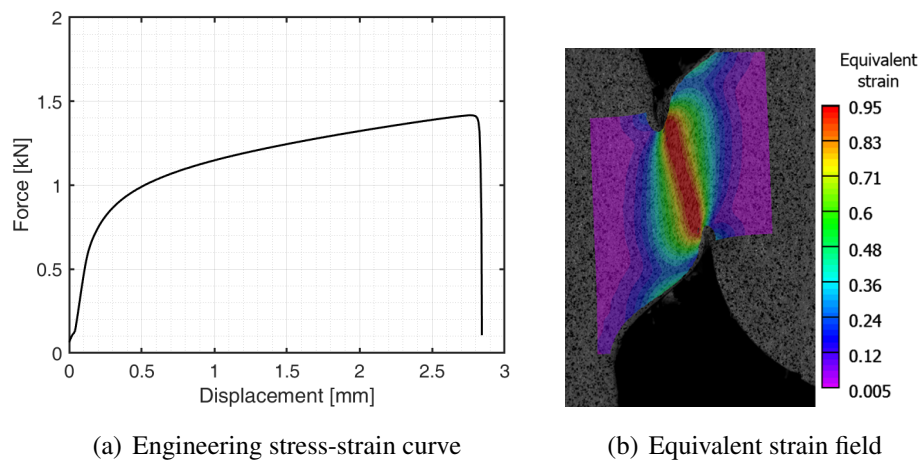 2
1.5
1
0.5
0
Force [kN]
0 0.5 1 1.5 2 2.5 3
Displacement [mm]
(a) Engineering stress-strain curve
Equivalent
strain
0.95
0.83
0.71
0.6
0.48
0.36
0.24
0.12
0.005
(b) Equivalent strain field